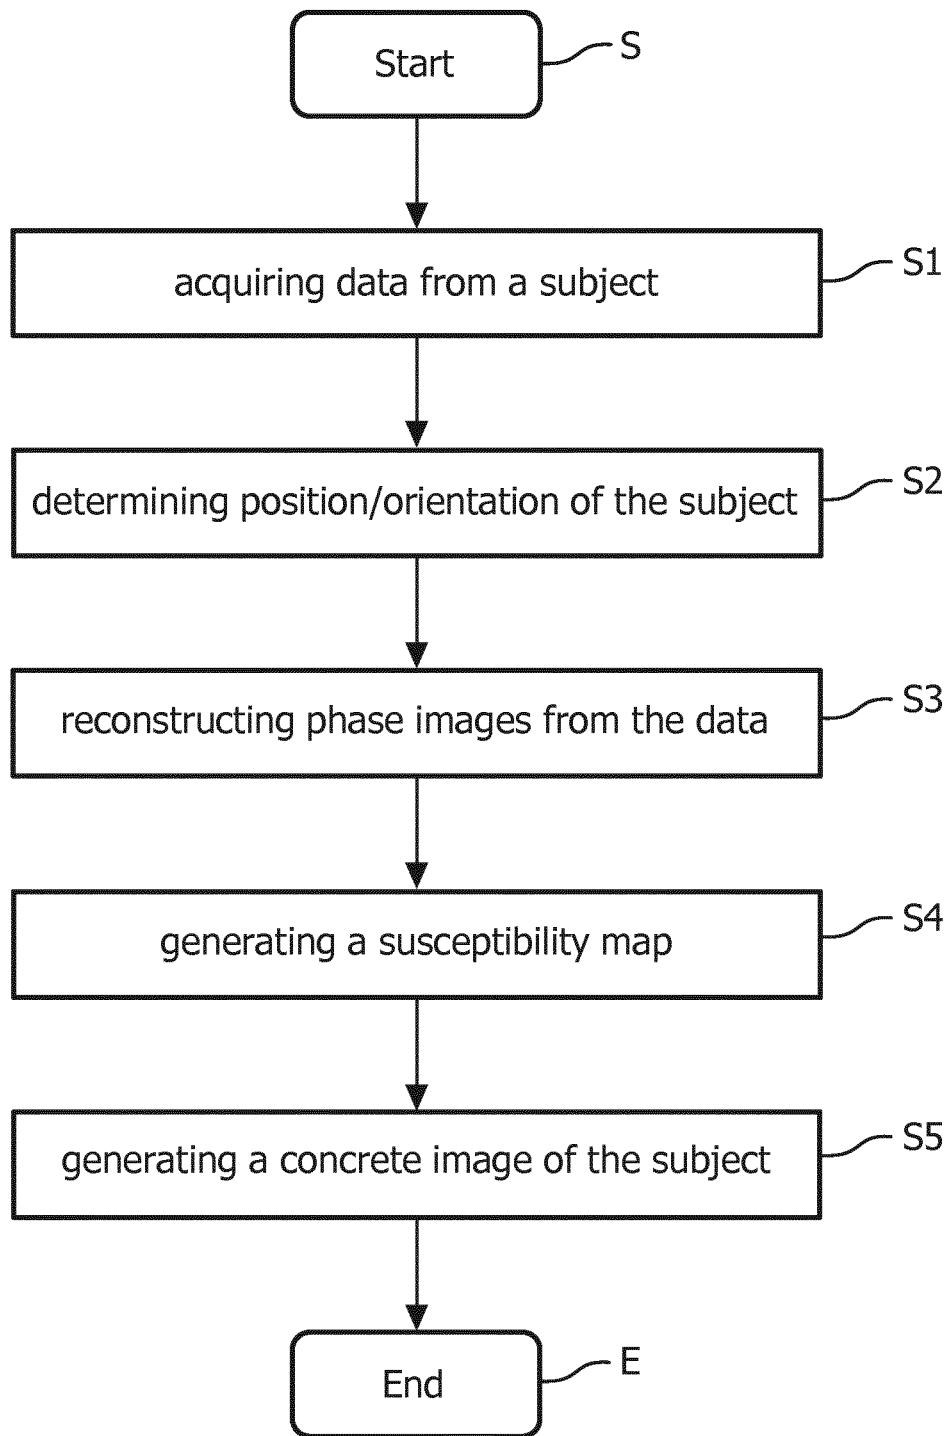 Start
S
acquiring data from a subject
S1
determining position/orientation of the subject
S2
reconstructing phase images from the data
S3
generating a susceptibility map
S4
generating a concrete image of the subject
S5
End
E